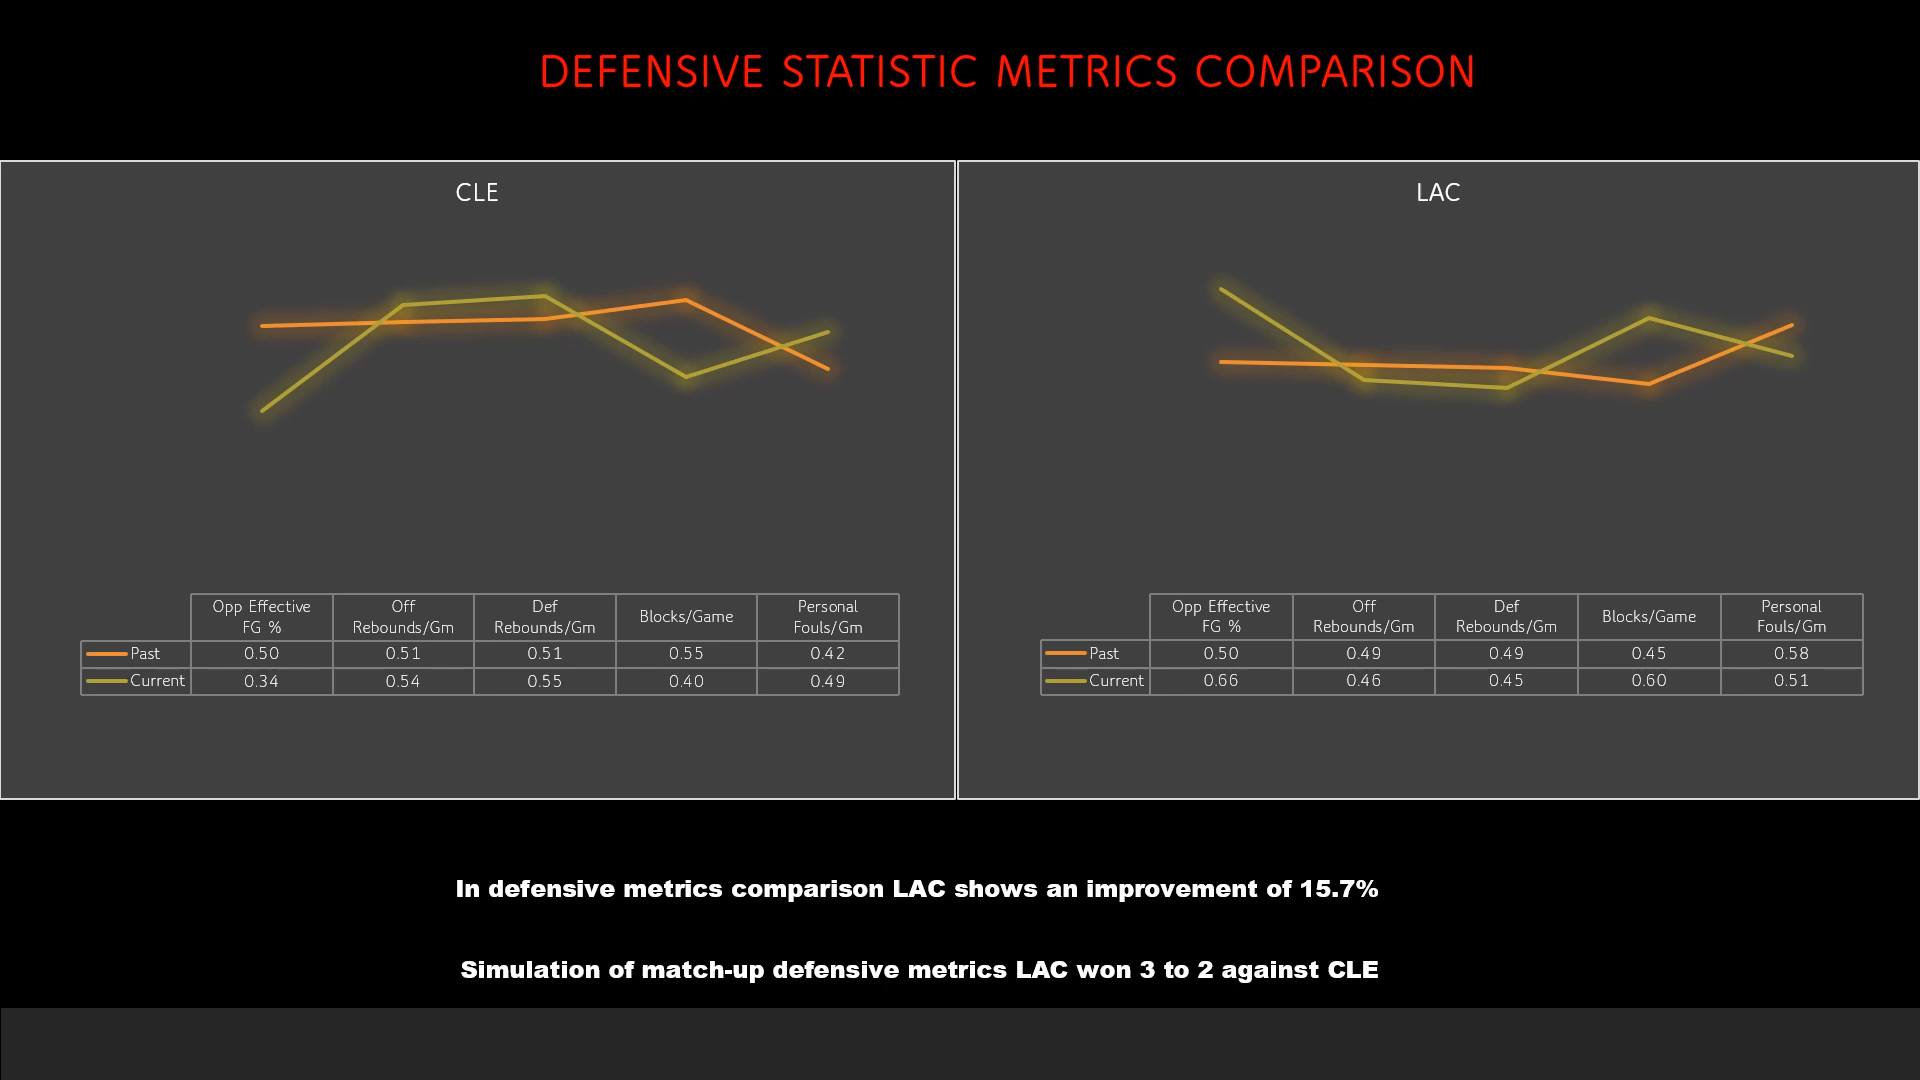 DEFENSIVE STATISTIC METRICS COMPARISON
CLE
Opp Effective FG % Off Rebounds/Gm Def Rebounds/Gm Blocks/Game Personal Fouls/Gm
Past 0.50 0.51 0.51 0.55 0.42
Current 0.34 0.54 0.55 0.40 0.49
LAC
Opp Effective FG % Off Rebounds/Gm Def Rebounds/Gm Blocks/Game Personal Fouls/Gm
Past 0.50 0.49 0.49 0.45 0.58
Current 0.66 0.46 0.45 0.60 0.51
In defensive metrics comparison LAC shows an improvement of 15.7%
Simulation of match-up defensive metrics LAC won 3 to 2 against CLE